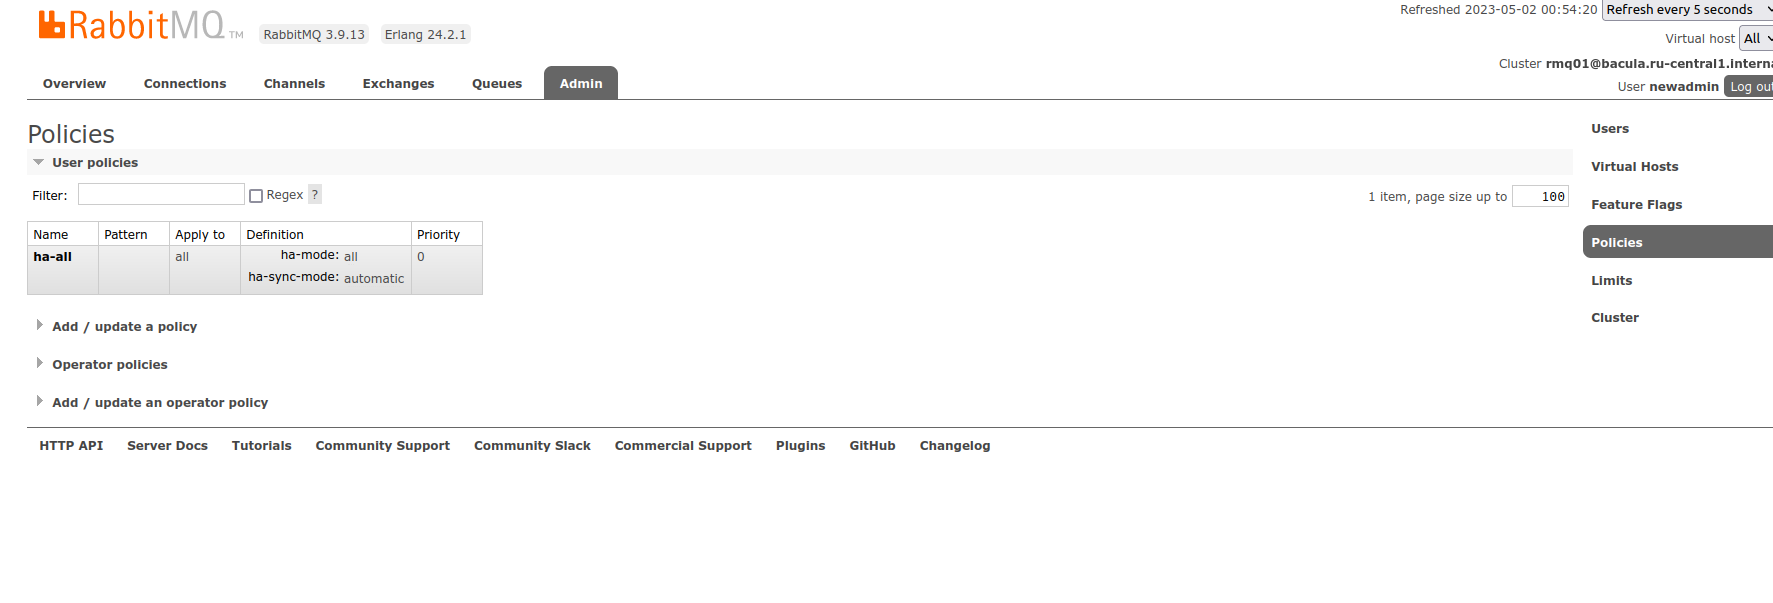 RabbitMQ TM RabbitMQ 3.9.13 Erlang 24.2.1
Refreshed 2023-05-02 00:54:20 Refresh every 5 seconds
Virtual host All
Cluster rmq01@bacula.ru-central1.interna
User newadmin Log out
Overview Connections Channels Exchanges Queues Admin
Policies
User policies
Filter: Regex ? 1 item, page size up to 100
Name Pattern Apply to Definition Priority
ha-all all ha-mode: all 0
ha-sync-mode: automatic
Add / update a policy
Operator policies
Add / update an operator policy
Users
Virtual Hosts
Feature Flags
Policies
Limits
Cluster
HTTP API Server Docs Tutorials Community Support Community Slack Commercial Support Plugins GitHub Changelog